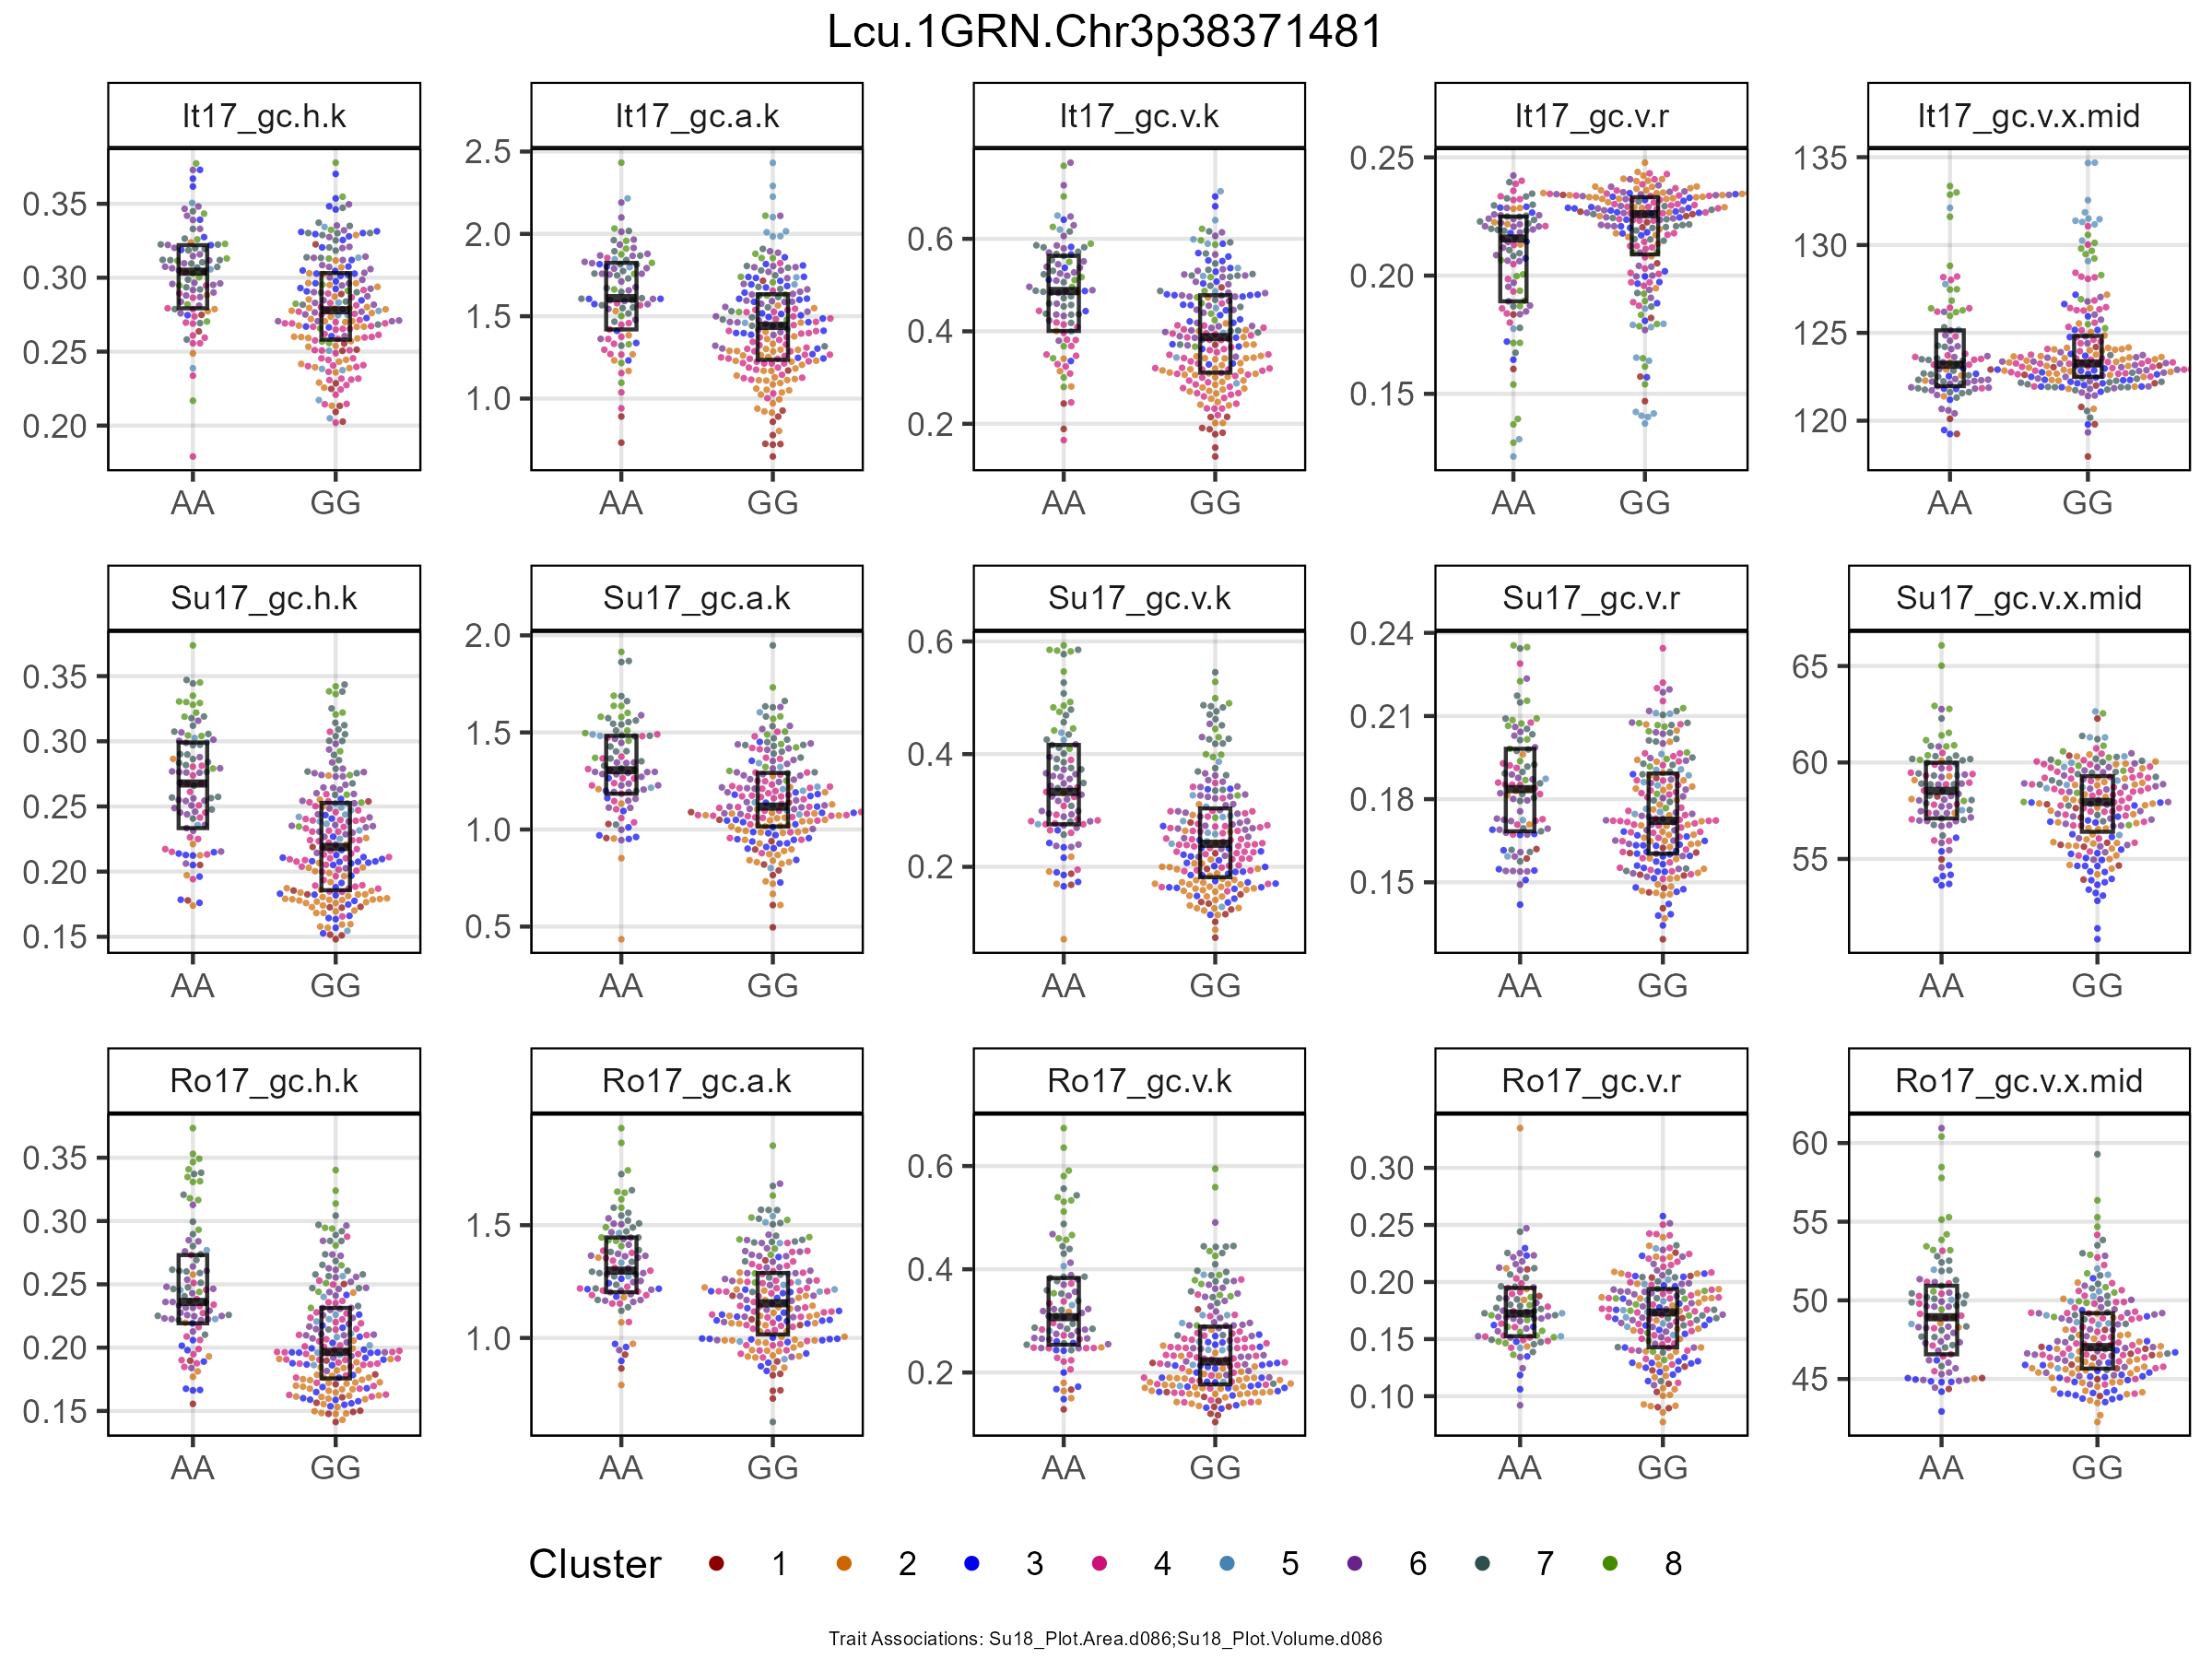 Lcu.1GRN.Chr3p38371481
It17_gc.h.k
It17_gc.a.k
It17_gc.v.k
It17_gc.v.r
It17_gc.v.x.mid
0.35
0.30
0.25
0.20
AA GG
2.5
2.0
1.5
1.0
AA GG
0.6
0.4
0.2
AA GG
0.25
0.20
0.15
AA GG
135
130
125
120
AA GG
Su17_gc.h.k
Su17_gc.a.k
Su17_gc.v.k
Su17_gc.v.r
Su17_gc.v.x.mid
0.35
0.30
0.25
0.20
0.15
AA GG
2.0
1.5
1.0
0.5
AA GG
0.6
0.4
0.2
AA GG
0.24
0.21
0.18
0.15
AA GG
65
60
55
AA GG
Ro17_gc.h.k
Ro17_gc.a.k
Ro17_gc.v.k
Ro17_gc.v.r
Ro17_gc.v.x.mid
0.35
0.30
0.25
0.20
0.15
AA GG
1.5
1.0
AA GG
0.6
0.4
0.2
AA GG
0.30
0.25
0.20
0.15
0.10
AA GG
60
55
50
45
AA GG
Cluster 1 2 3 4 5 6 7 8
Trait Associations: Su18_Plot.Area.d086;Su18_Plot.Volume.d086